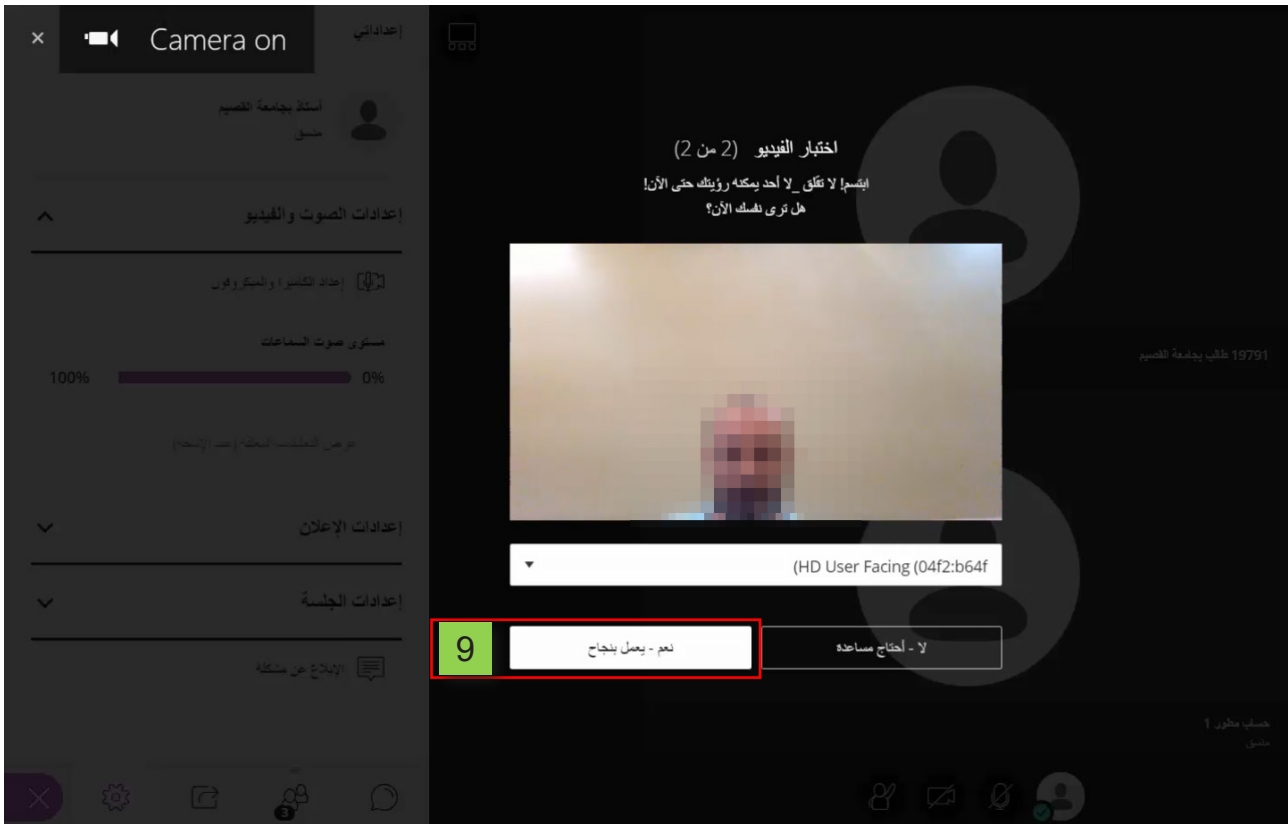 Camera on
إعداداتي
أستاذ بجامعة القصيم
منسق
إعدادات الصوت والفيديو
إعداد الكاميرا والميكروفون
مستوى صوت السماعات
100%
0%
إعدادات الإعلان
إعدادات الجلسة
الإبلاغ عن مشكلة
3
اختبار الفيديو (2 من 2)
ابتسم! لا تقلق _لا أحد يمكنه رؤيتك حتى الآن!
هل ترى نفسك الآن؟
(HD User Facing (04f2:b64f
9
نعم - يعمل بنجاح
لا - أحتاج مساعدة
19791 طالب بجامعة القصيم
حساب مطور 1
منسق